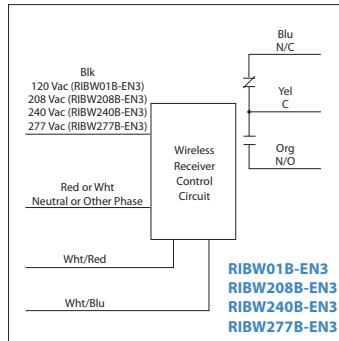 Blk
120 Vac (RIBW01B-EN3)
208 Vac (RIBW208B-EN3)
240 Vac (RIBW240B-EN3)
277 Vac (RIBW277B-EN3)
Red or Wht
Neutral or Other Phase
Wht/Red
Wht/Blu
Wireless
Receiver
Control
Circuit
Blu
N/C
Yel
C
Org
N/O
RIBW01B-EN3
RIBW208B-EN3
RIBW240B-EN3
RIBW277B-EN3